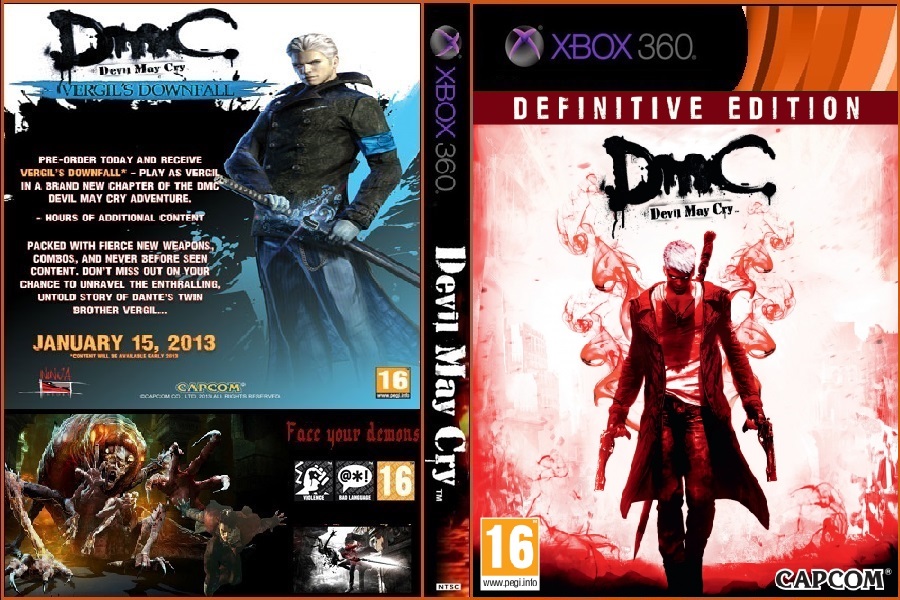 DmC
Devil May Cry
VERGIL'S DOWNFALL
PRE-ORDER TODAY AND RECEIVE
VERGIL'S DOWNFALL* - PLAY AS VERGIL
IN A BRAND NEW CHAPTER OF THE DMC
DEVIL MAY CRY ADVENTURE.
- HOURS OF ADDITIONAL CONTENT
PACKED WITH FIERCE NEW WEAPONS,
COMBOS, AND NEVER BEFORE SEEN
CONTENT. DON'T MISS OUT ON YOUR
CHANCE TO UNRAVEL THE ENTHRALLING,
UNTOLD STORY OF DANTE'S TWIN
BROTHER VERGIL...
JANUARY 15, 2013
*CONTENT WILL BE AVAILABLE EARLY 2013
NINJA
CAPCOM®
©CAPCOM CO., LTD. 2013 ALL RIGHTS RESERVED.
16
www.pegi.info
Face your demons
VIOLENCE
@*!
BAD LANGUAGE
16
XBOX 360.
Devil May Cry™
NTSC
XBOX 360.
DEFINITIVE EDITION
DmC
Devil May Cry™
16
www.pegi.info
CAPCOM®